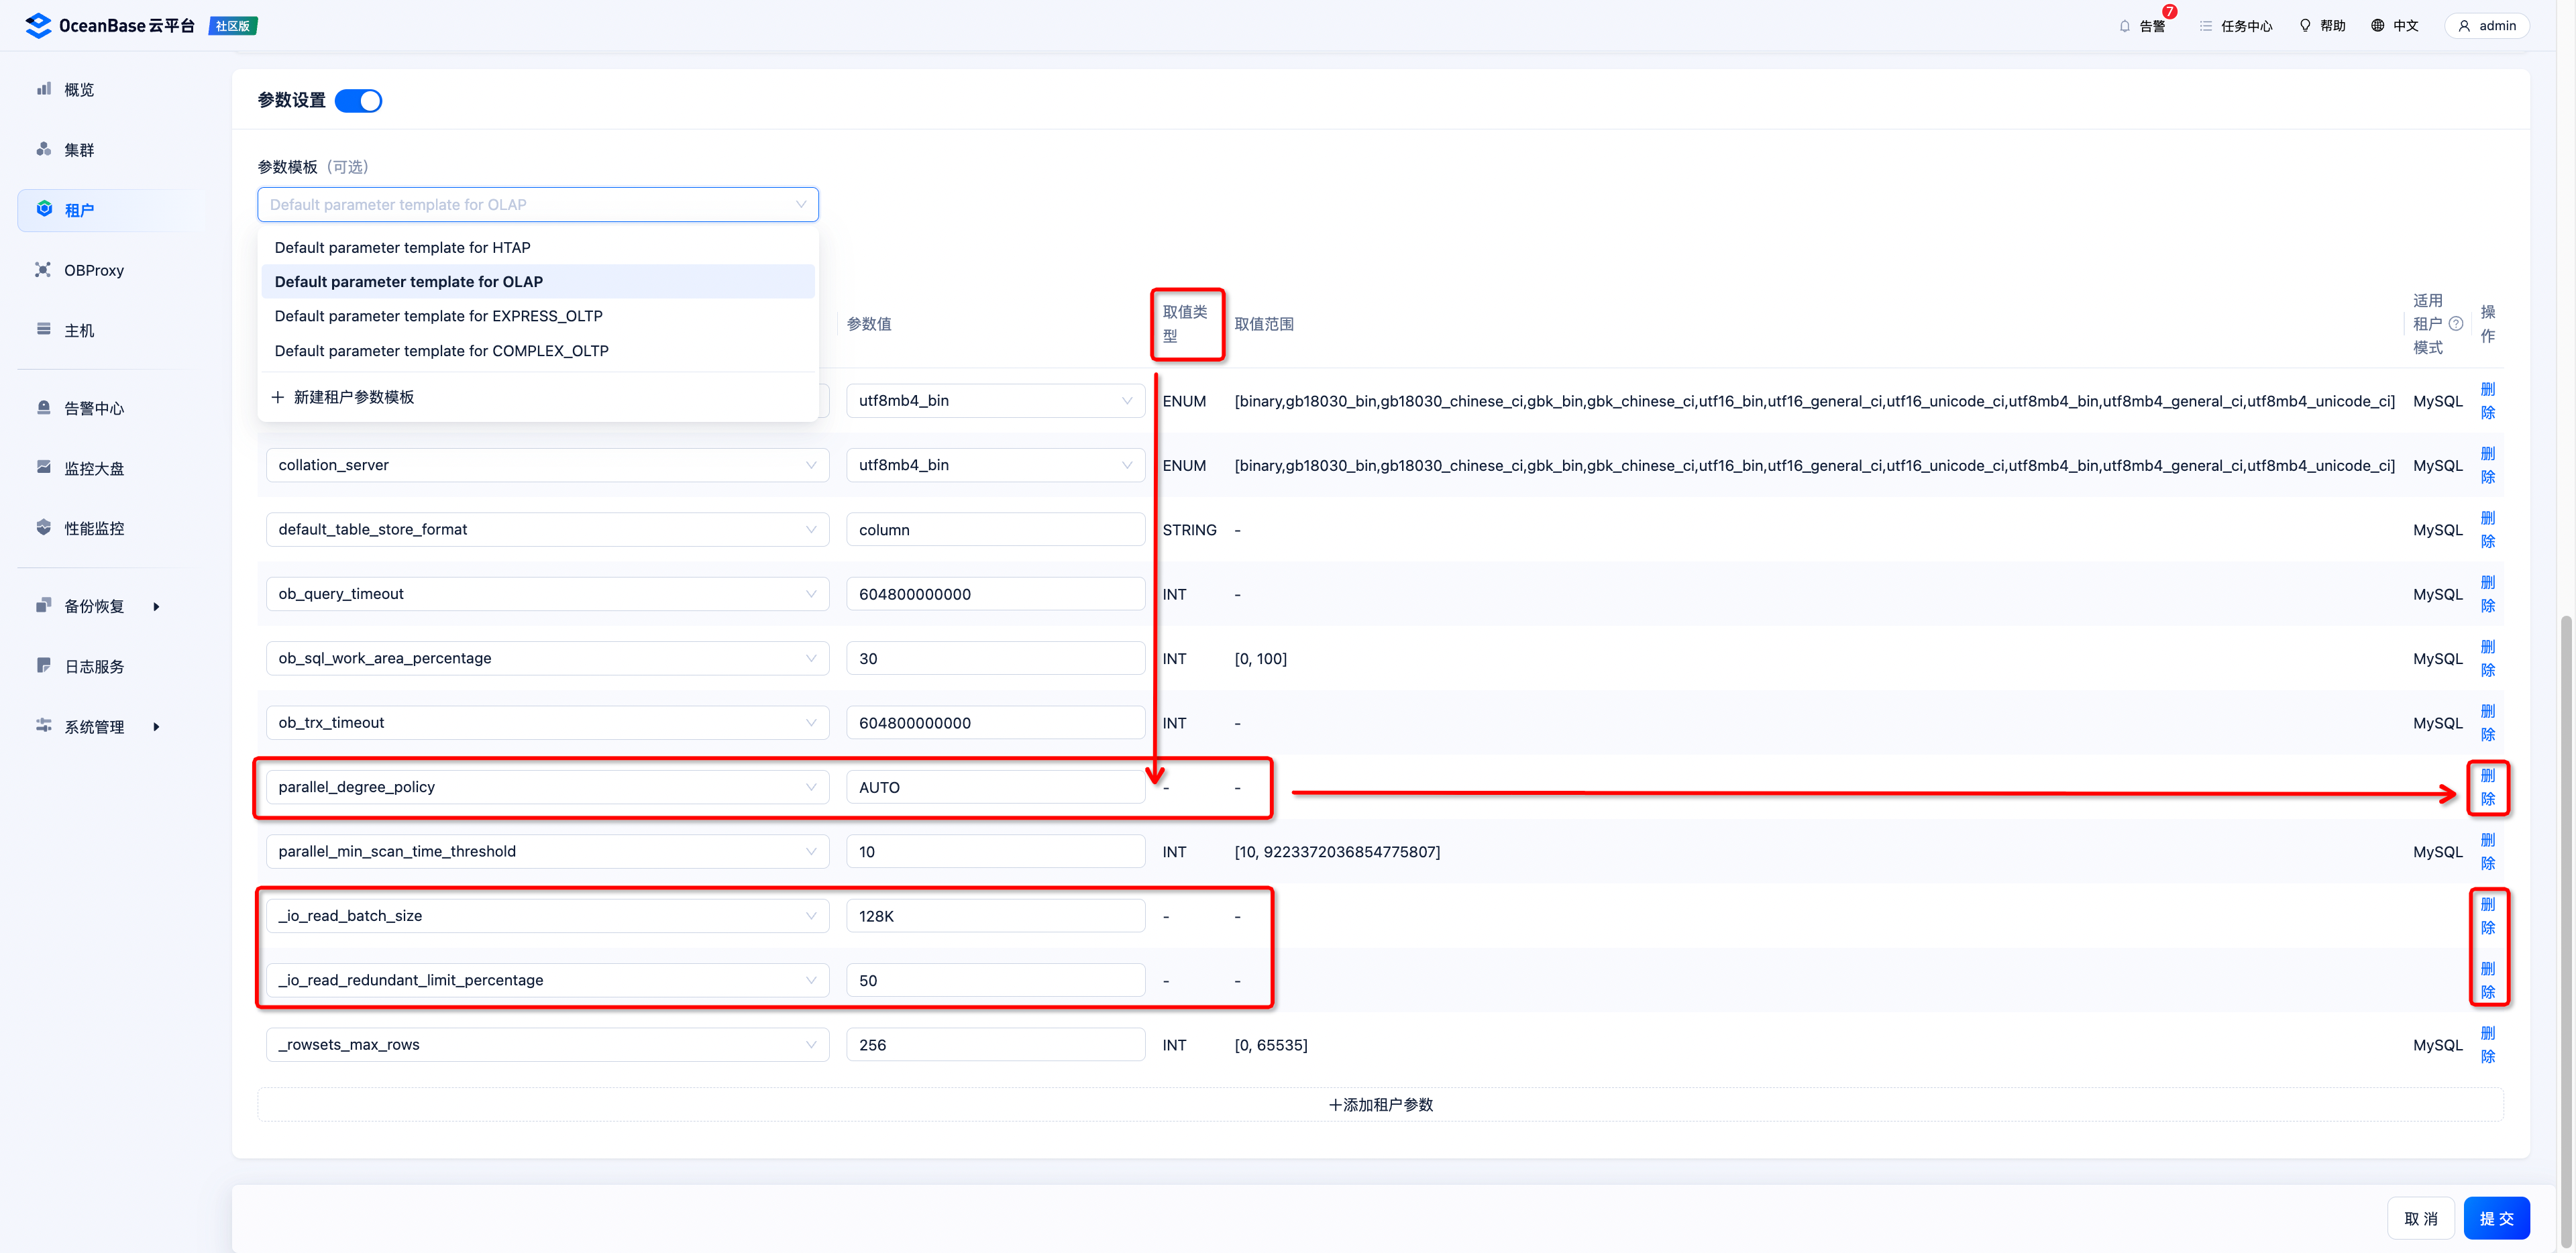 OceanBase 云平台 社区版
告警 7 任务中心 帮助 中文 admin
概览
集群
租户
OBProxy
主机
告警中心
监控大盘
性能监控
备份恢复
日志服务
系统管理
参数设置
参数模板（可选）
Default parameter template for OLAP
Default parameter template for HTAP
Default parameter template for OLAP
Default parameter template for EXPRESS_OLTP
Default parameter template for COMPLEX_OLTP
新建租户参数模板
参数值
取值类
型
取值范围
适用
租户
模式
操
作
utf8mb4_bin ENUM [binary,gb18030_bin,gb18030_chinese_ci,gbk_bin,gbk_chinese_ci,utf16_bin,utf16_general_ci,utf16_unicode_ci,utf8mb4_bin,utf8mb4_general_ci,utf8mb4_unicode_ci] MySQL 删
除
collation_server utf8mb4_bin ENUM [binary,gb18030_bin,gb18030_chinese_ci,gbk_bin,gbk_chinese_ci,utf16_bin,utf16_general_ci,utf16_unicode_ci,utf8mb4_bin,utf8mb4_general_ci,utf8mb4_unicode_ci] MySQL 删
除
default_table_store_format column STRING - MySQL 删
除
ob_query_timeout 604800000000 INT - MySQL 删
除
ob_sql_work_area_percentage 30 INT [0, 100] MySQL 删
除
ob_trx_timeout 604800000000 INT - MySQL 删
除
parallel_degree_policy AUTO - - 删
除
parallel_min_scan_time_threshold 10 INT [10, 9223372036854775807] MySQL 删
除
_io_read_batch_size 128K - - 删
除
_io_read_redundant_limit_percentage 50 - - 删
除
_rowsets_max_rows 256 INT [0, 65535] MySQL 删
除
+添加租户参数
取 消 提 交